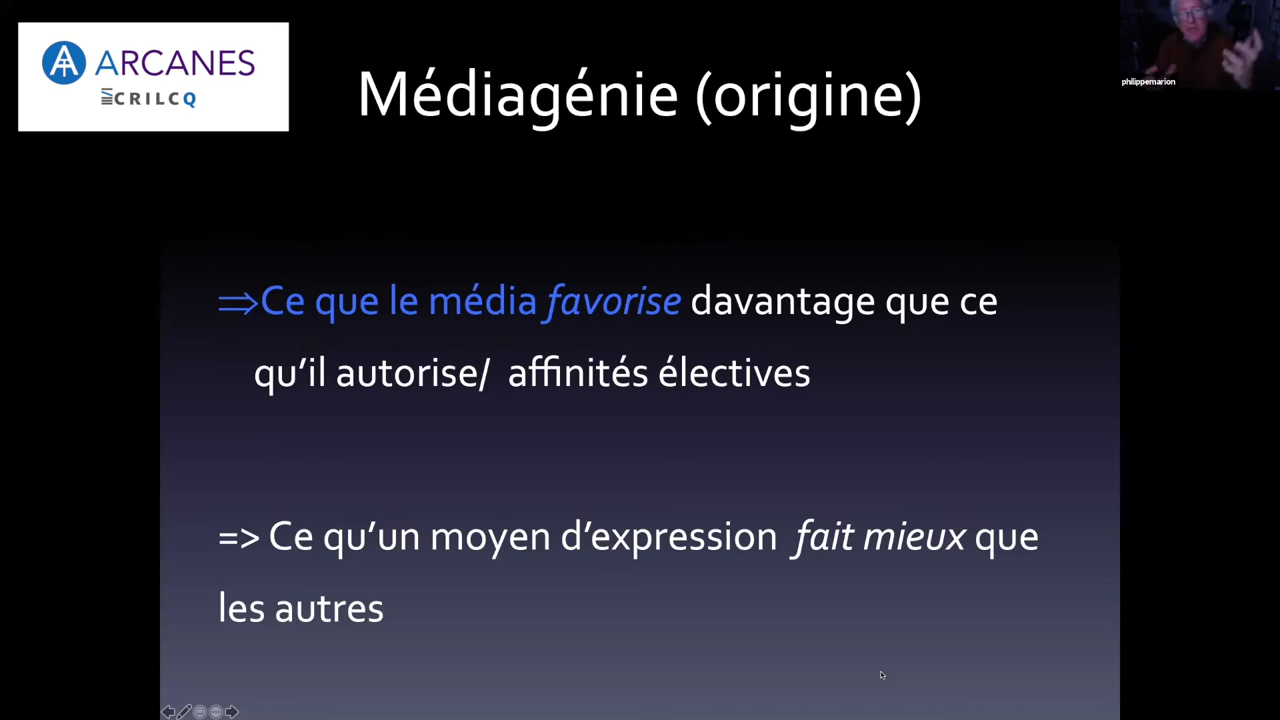 ARCANES
CRILCQ
Médiagénie (origine)
philippemarion
⇒Ce que le média favorise davantage que ce
qu’il autorise/ affinités électives
=> Ce qu’un moyen d’expression fait mieux que
les autres